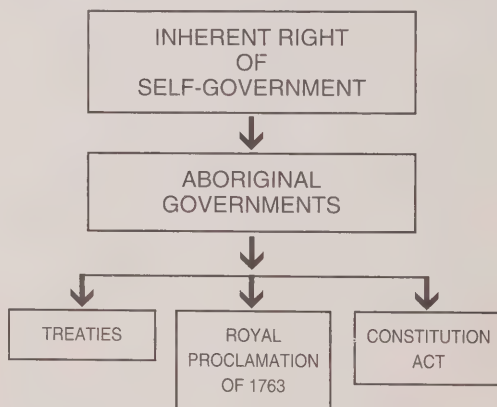 INHERENT RIGHT
OF
SELF-GOVERNMENT
ABORIGINAL
GOVERNMENTS
TREATIES
ROYAL
PROCLAMATION
OF 1763
CONSTITUTION
ACT